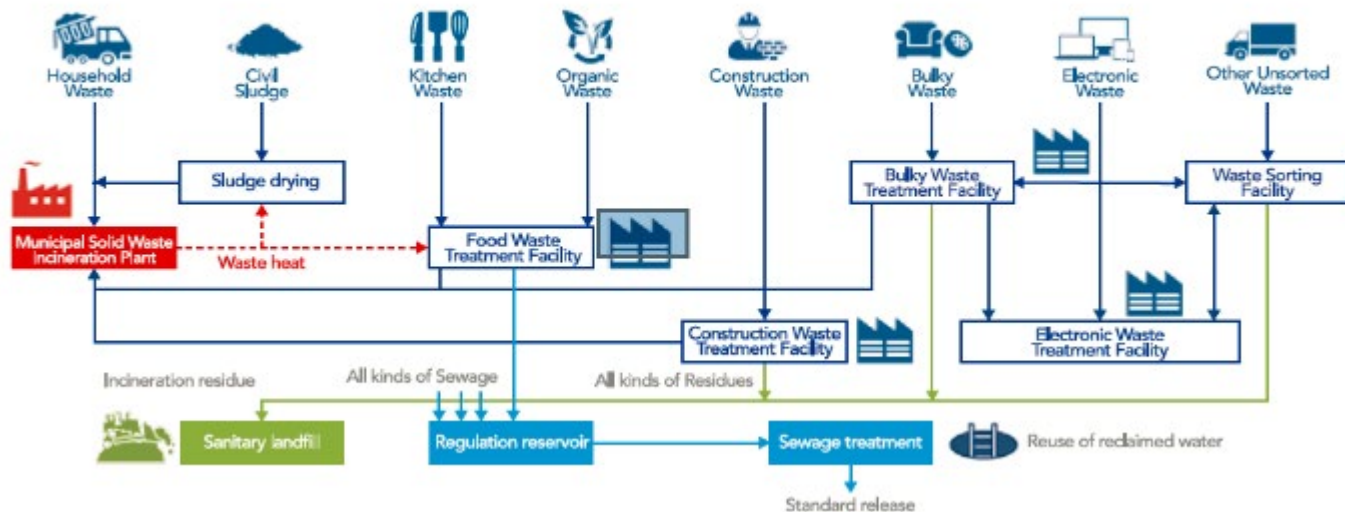 Household
Waste
Civil
Sludge
Kitchen
Waste
Organic
Waste
Construction
Waste
Bulky
Waste
Electronic
Waste
Other Unsorted
Waste
Sludge drying
Bulky Waste
Treatment Facility
Waste Sorting
Facility
Municipal Solid Waste
Incineration Plant
Waste heat
Food Waste
Treatment Facility
Construction Waste
Treatment Facility
Electronic Waste
Treatment Facility
Incineration residue
All kinds of Sewage
All kinds of Residues
Sanitary landfill
Regulation reservoir
Sewage treatment
Reuse of reclaimed water
Standard release